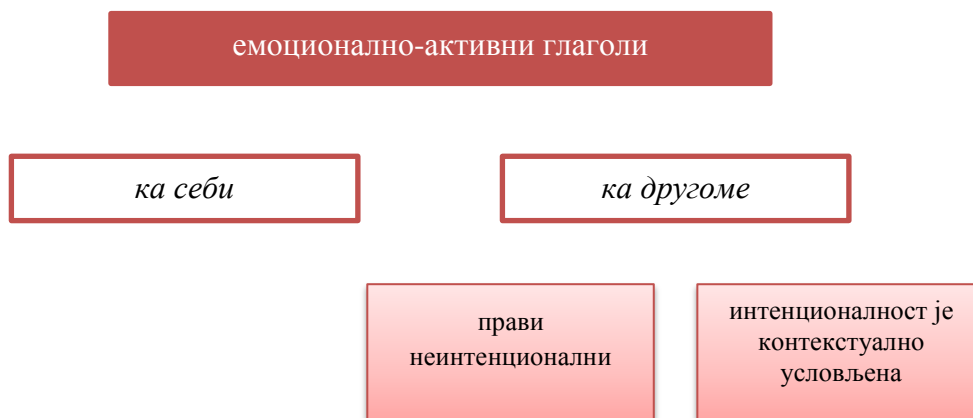 емоционално-активни глаголи
ка себи
ка другоме
прави
неинтенционални
интенционалност је
контекстуално
условљена